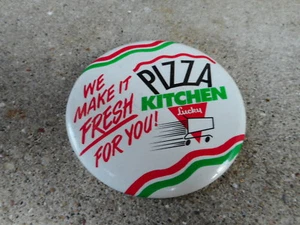 WE
MAKE IT
FRESH
FOR YOU!
PIZZA
KITCHEN
Lucky